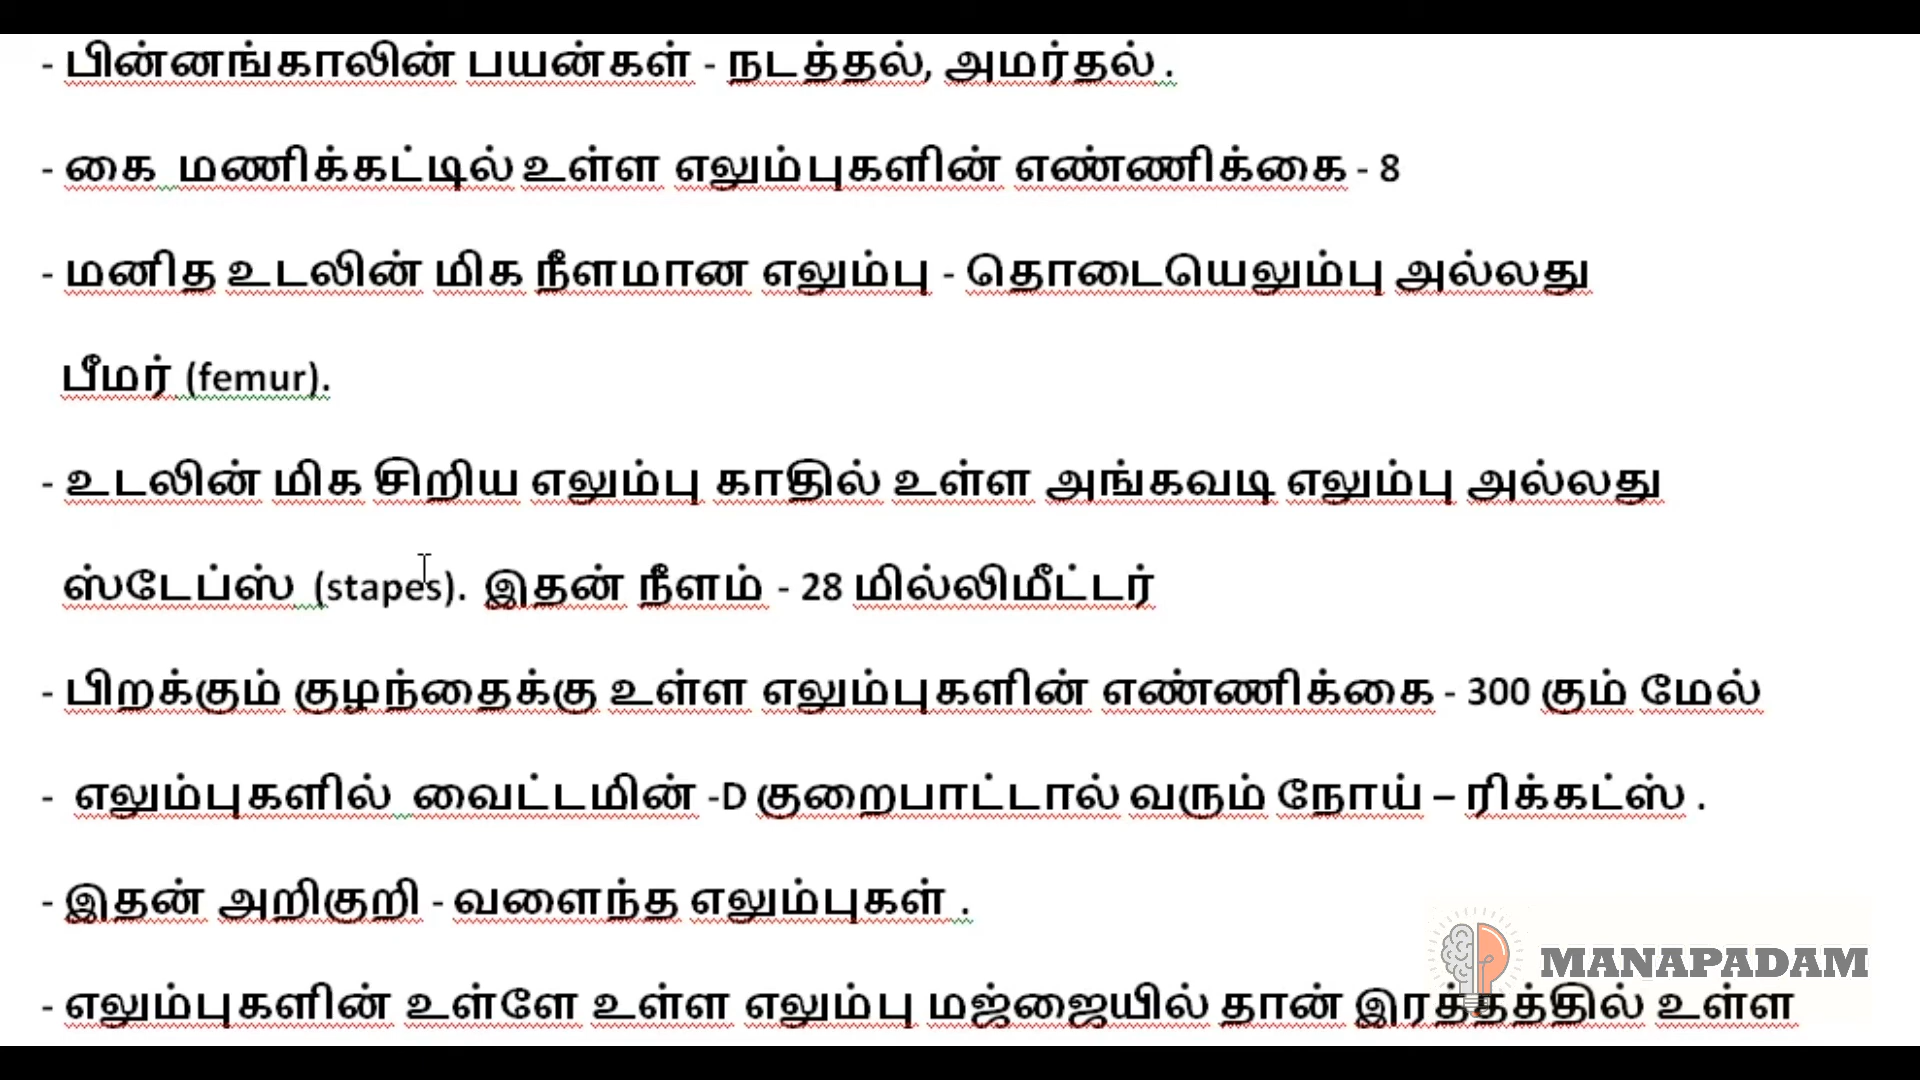 - பின்னங்காலின் பயன்கள் - நடத்தல், அமர்தல் .
- கை மணிக்கட்டில் உள்ள எலும்புகளின் எண்ணிக்கை - 8
- மனித உடலின் மிக நீளமான எலும்பு - தொடையெலும்பு அல்லது
பீமர் (femur).
- உடலின் மிக சிறிய எலும்பு காதில் உள்ள அங்கவடி எலும்பு அல்லது
ஸ்டேப்ஸ் (stapes). இதன் நீளம் - 28 மில்லிமீட்டர்
- பிறக்கும் குழந்தைக்கு உள்ள எலும்புகளின் எண்ணிக்கை - 300 கும் மேல்
- எலும்புகளில் வைட்டமின் -D குறைபாட்டால் வரும் நோய் – ரிக்கட்ஸ் .
- இதன் அறிகுறி - வளைந்த எலும்புகள் .
MANAPADAM
- எலும்புகளின் உள்ளே உள்ள எலும்பு மஜ்ஜையில் தான் இரத்தத்தில் உள்ள